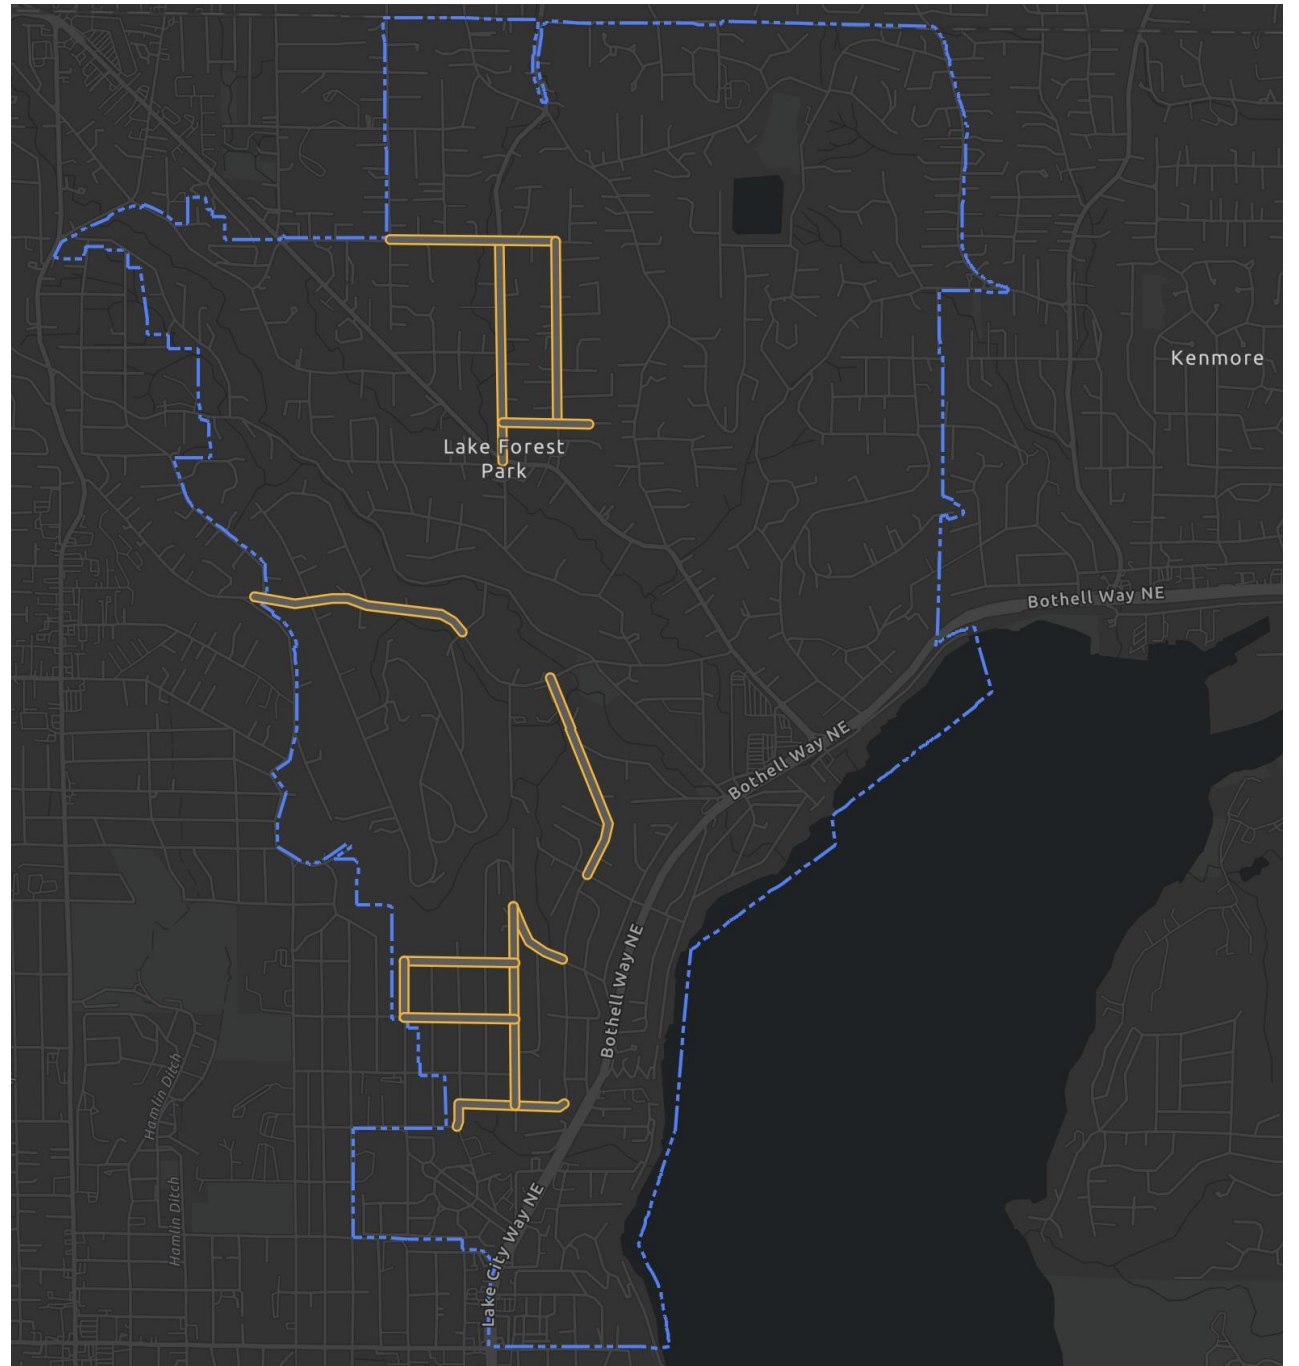 Kenmore
Lake Forest
Park
Bothell Way NE
Bothell Way NE
Bothell Way NE
Hamlin Ditch
Hamlin Ditch
Lake City Way NE